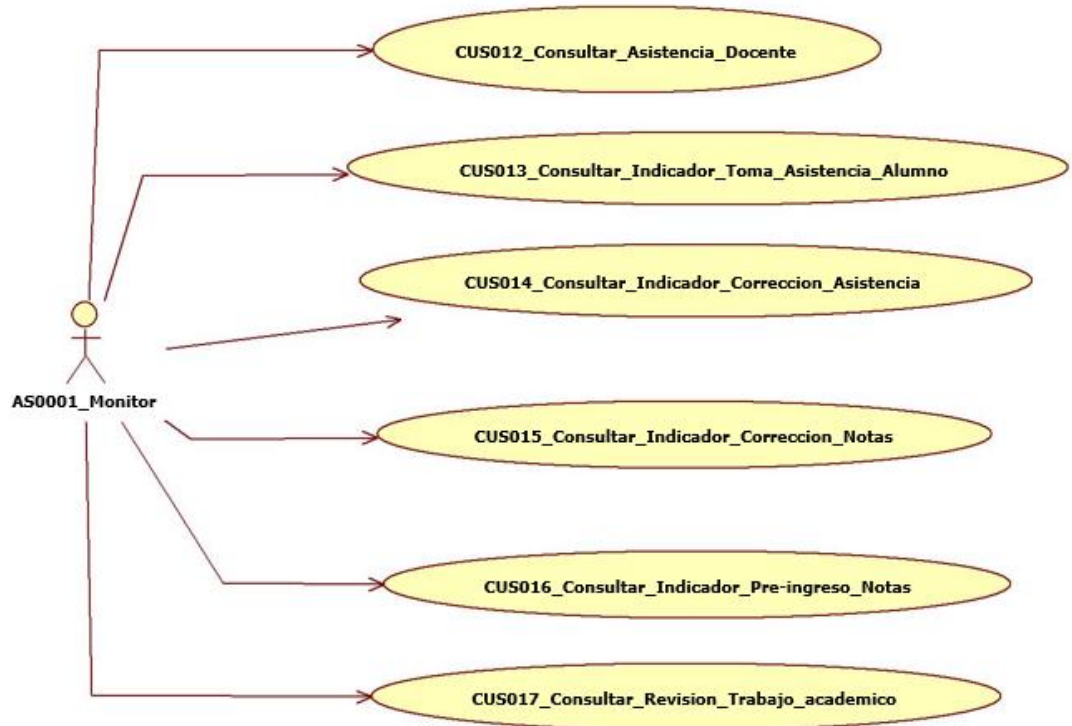 CUS012_Consultar_Asistencia_Docente
CUS013_Consultar_Indicador_Toma_Asistencia_Alumno
CUS014_Consultar_Indicador_Correccion_Asistencia
AS0001_Monitor
CUS015_Consultar_Indicador_Correccion_Notas
CUS016_Consultar_Indicador_Pre-ingreso_Notas
CUS017_Consultar_Revision_Trabajo_academico